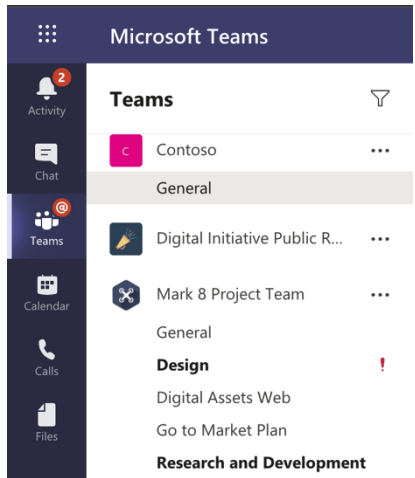 Microsoft Teams
2
Activity
Chat
@
Teams
Calendar
Calls
Files
Teams
C Contoso
General
Digital Initiative Public R...
Mark 8 Project Team
General
Design !
Digital Assets Web
Go to Market Plan
Research and Development